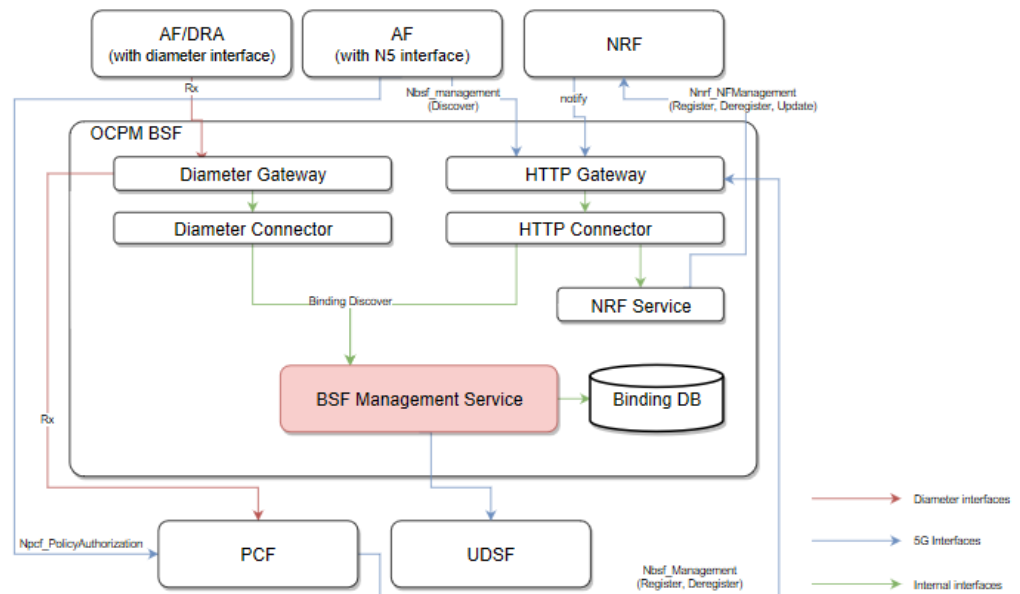 AF/DRA
(with diameter interface)
AF
(with N5 interface)
NRF
Rx
Nbsf_management
(Discover)
notify
Nnrf_NFManagement
(Register, Deregister, Update)
OCPM BSF
Diameter Gateway
HTTP Gateway
Diameter Connector
HTTP Connector
Binding Discover
NRF Service
BSF Management Service
Binding DB
Rx
Diameter interfaces
Npcf_PolicyAuthorization
PCF
UDSF
5G Interfaces
Nbsf_Management
(Register, Deregister)
Internal interfaces